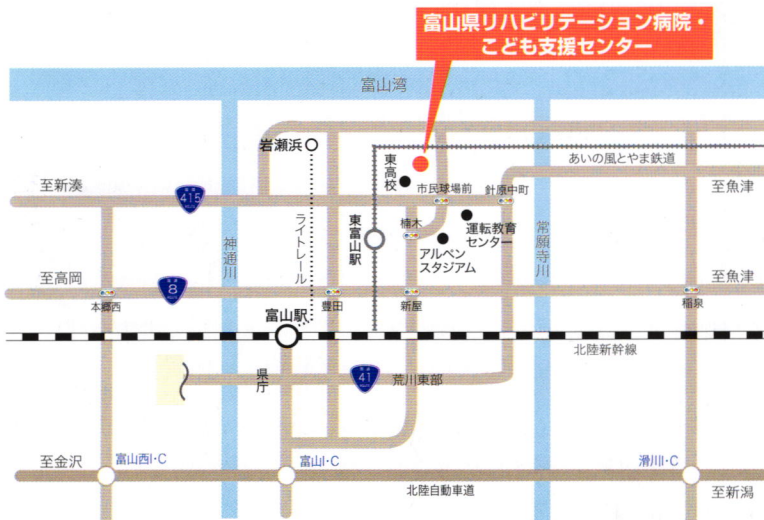 富山県リハビリテーション病院・
こども支援センター
富山湾
岩瀬浜
東高校
あいの風とやま鉄道
至新湊
415
市民球場前
針原中町
至魚津
ライトレール
東富山駅
楠木
運転教育
センター
アルペン
スタジアム
神通川
常願寺川
至高岡
8
至魚津
本郷西
豊田
新屋
稲泉
富山駅
北陸新幹線
県庁
41
荒川東部
至金沢
富山西I・C
富山I・C
滑川I・C
北陸自動車道
至新潟